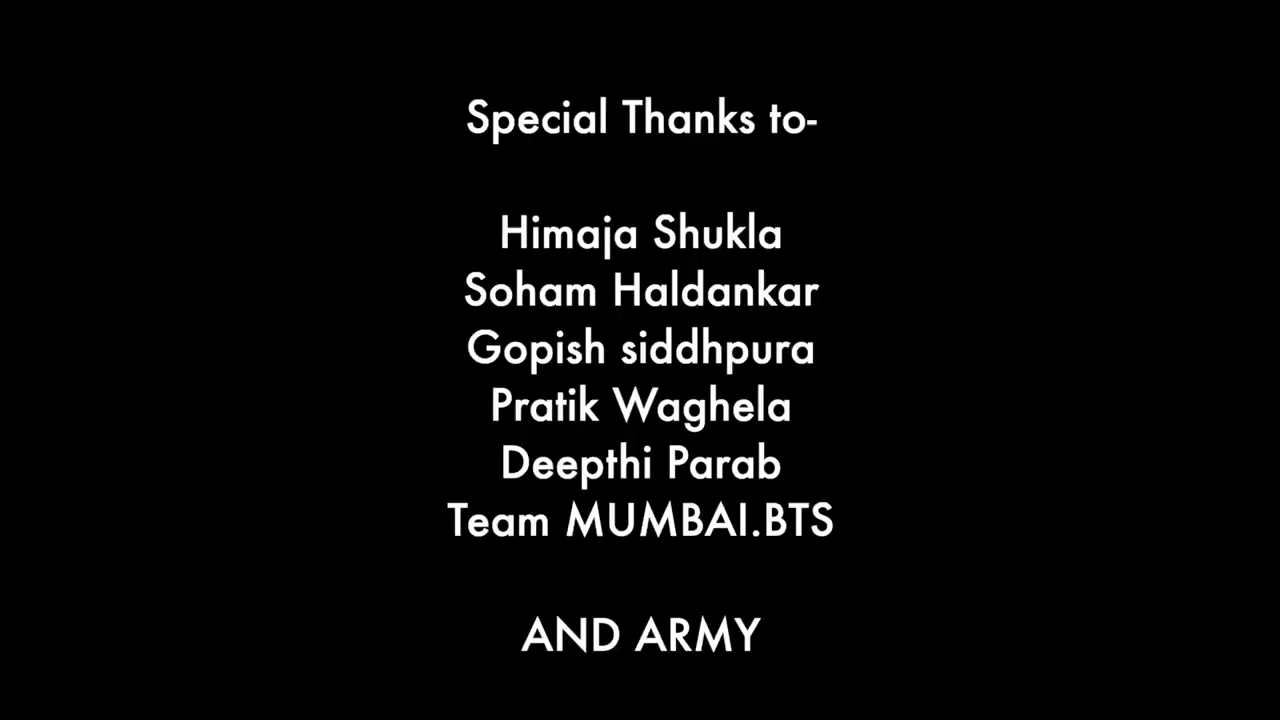 Special Thanks to-
Himaja Shukla
Soham Haldankar
Gopish siddhpura
Pratik Waghela
Deepthi Parab
Team MUMBAI.BTS
AND ARMY